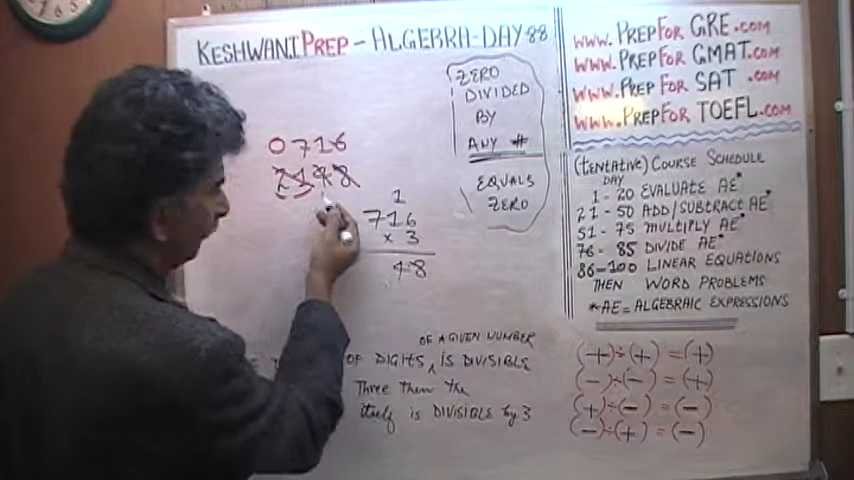 KESHWANI PREP - ALGEBRA - DAY 88
0716
2148
1
716
x 3
48
ZERO
DIVIDED
BY
ANY #
EQUALS
ZERO
OF A GIVEN NUMBER
OF DIGITS, IS DIVISIBLE
Three then the
itself is DIVISIBLE by 3
www.PREPFOR GRE.COM
www.PREPFOR GMAT.COM
www.PREP FOR SAT .COM
www.PREPFOR TOEFL.COM
(TENTATIVE) COURSE SCHEDULE
DAY
1-20 EVALUATE AE*
21-50 ADD/SUBTRACT AE*
51-75 MULTIPLY AE*
76-85 DIVIDE AE*
86-100 LINEAR EQUATIONS
THEN WORD PROBLEMS
*AE= ALGEBRAIC EXPRESSIONS
(+)÷(+) =(+)
(-)÷(-) =(+)
(+)÷(-) =(-)
(-)÷(+) =(-)